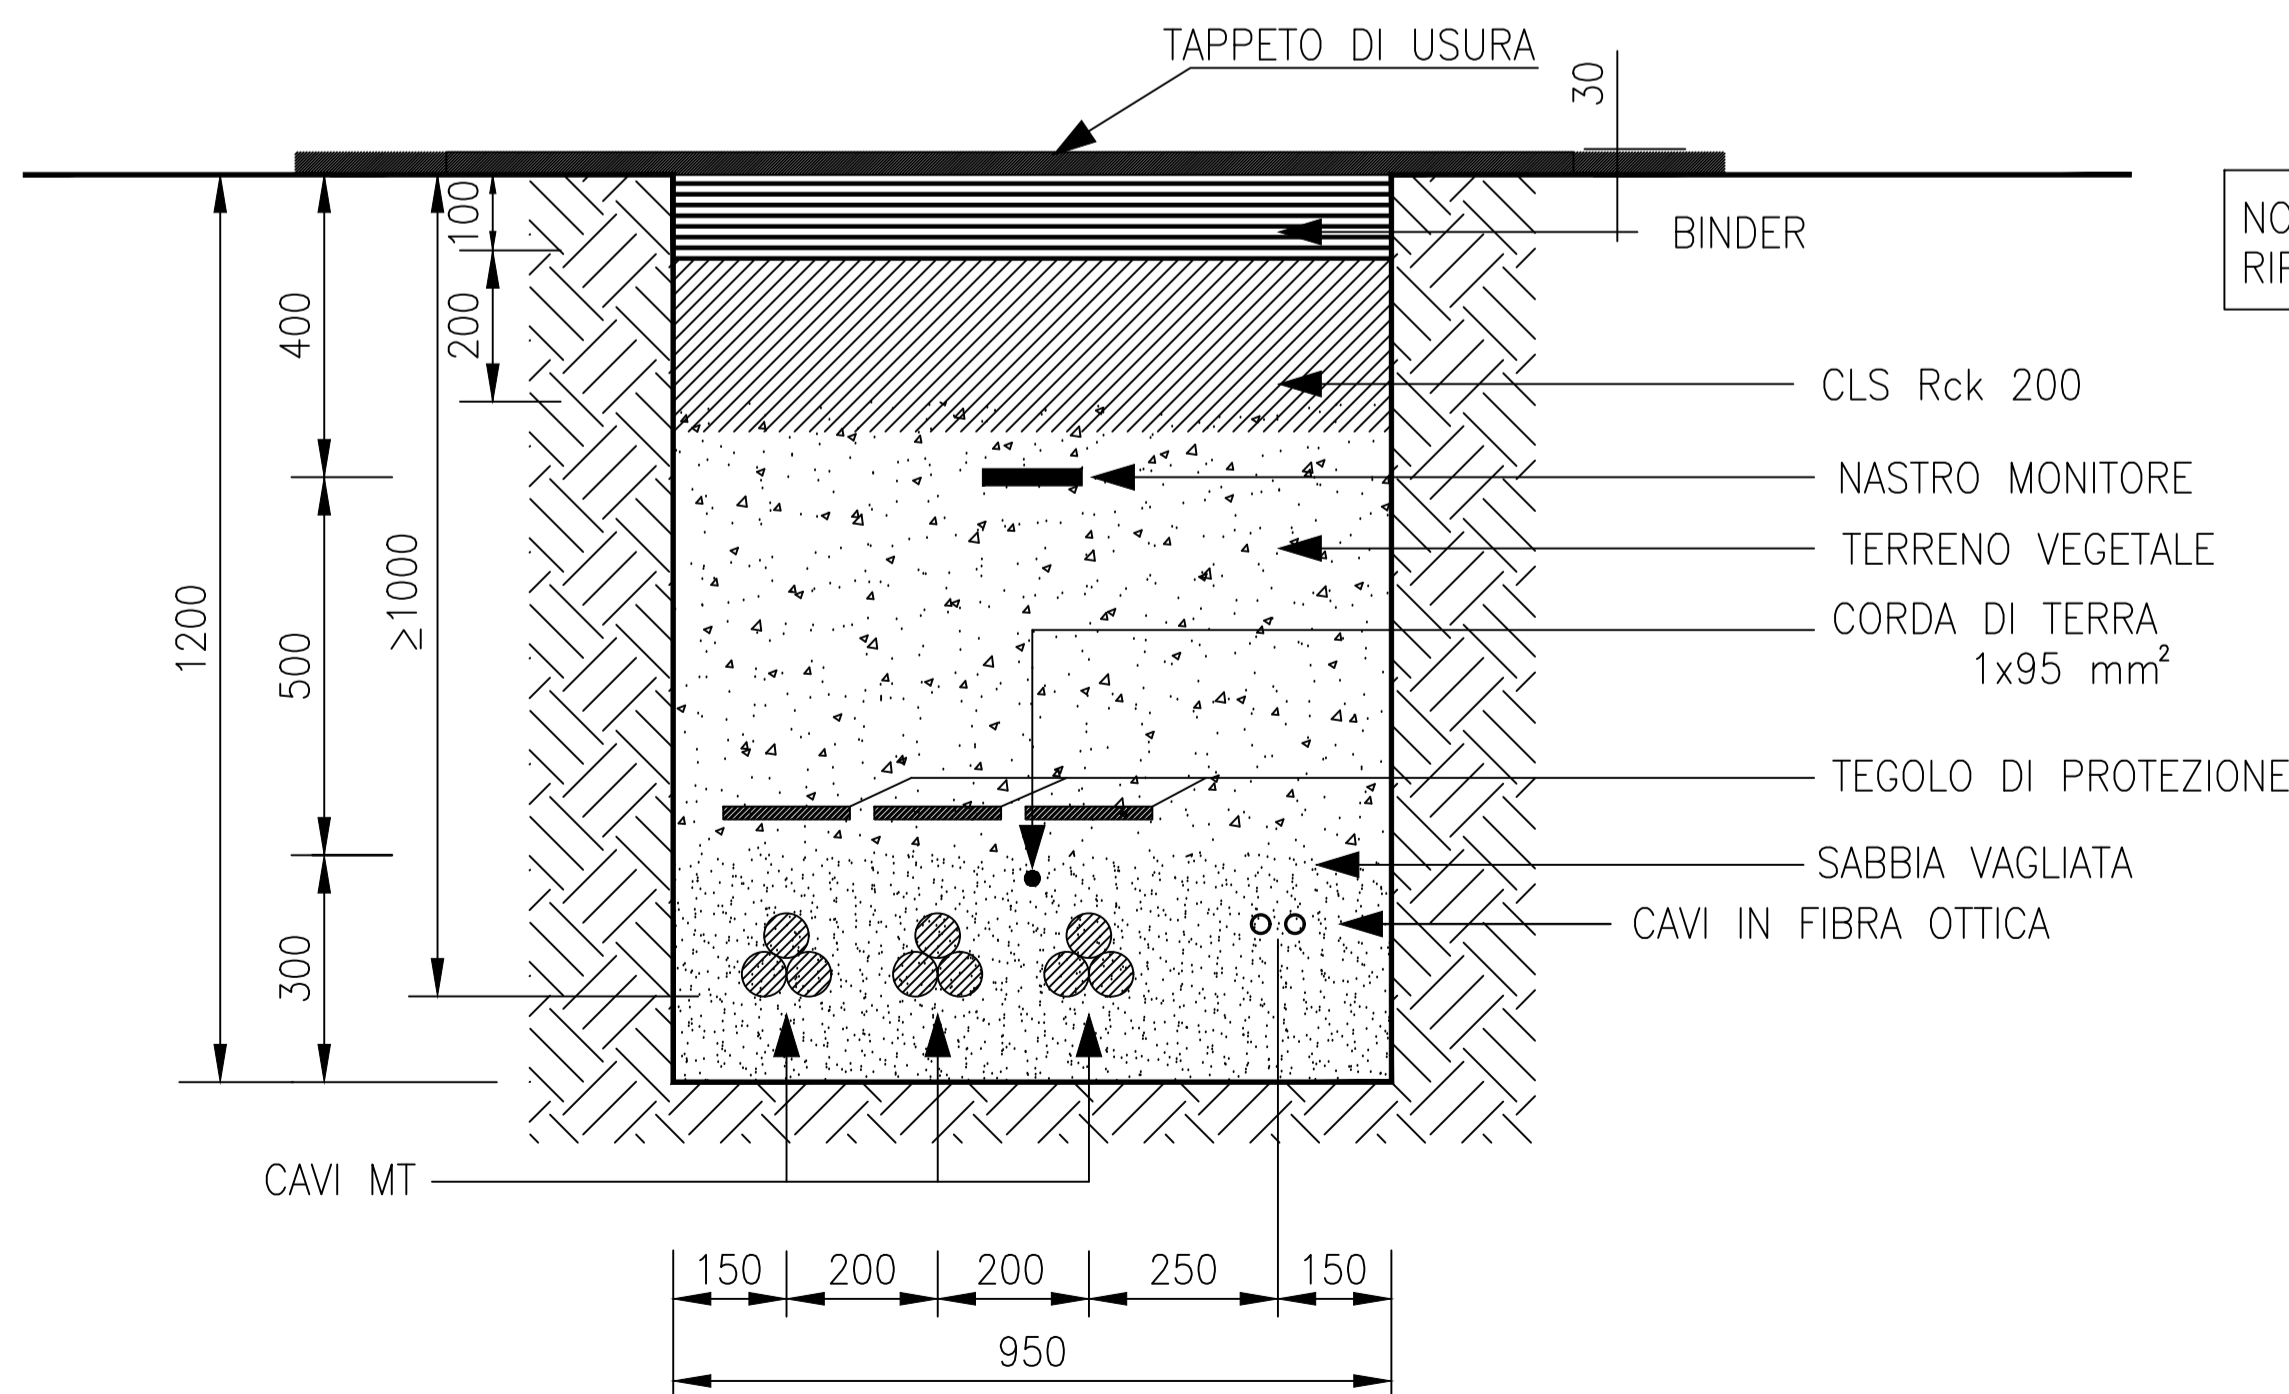 TAPPETO DI USURA
30
100
BINDER
400
200
CLS Rck 200
NASTRO MONITORE
TERRENO VEGETALE
≥1000
1200
500
CORDA DI TERRA
1x95 mm²
TEGOLO DI PROTEZIONE
SABBIA VAGLIATA
CAVI IN FIBRA OTTICA
300
CAVI MT
150 200 200 250 150
950